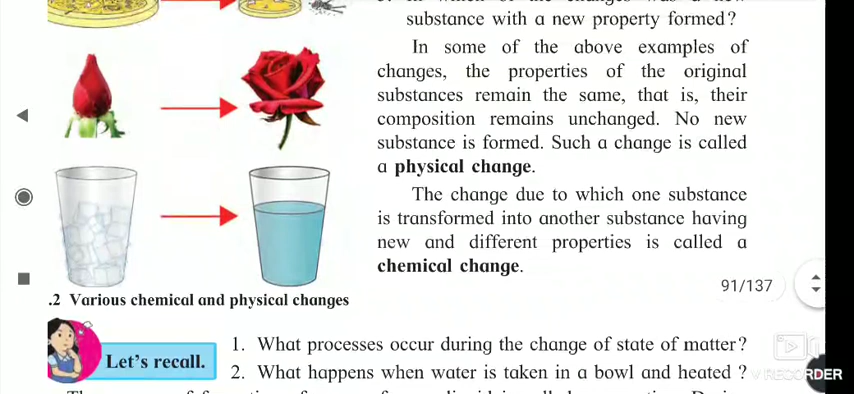 substance with a new property formed?
In some of the above examples of
changes, the properties of the original
substances remain the same, that is, their
composition remains unchanged. No new
substance is formed. Such a change is called
a physical change.
The change due to which one substance
is transformed into another substance having
new and different properties is called a
chemical change.
91/137
.2 Various chemical and physical changes
Let's recall.
1. What processes occur during the change of state of matter?
2. What happens when water is taken in a bowl and heated ?
RECORDER